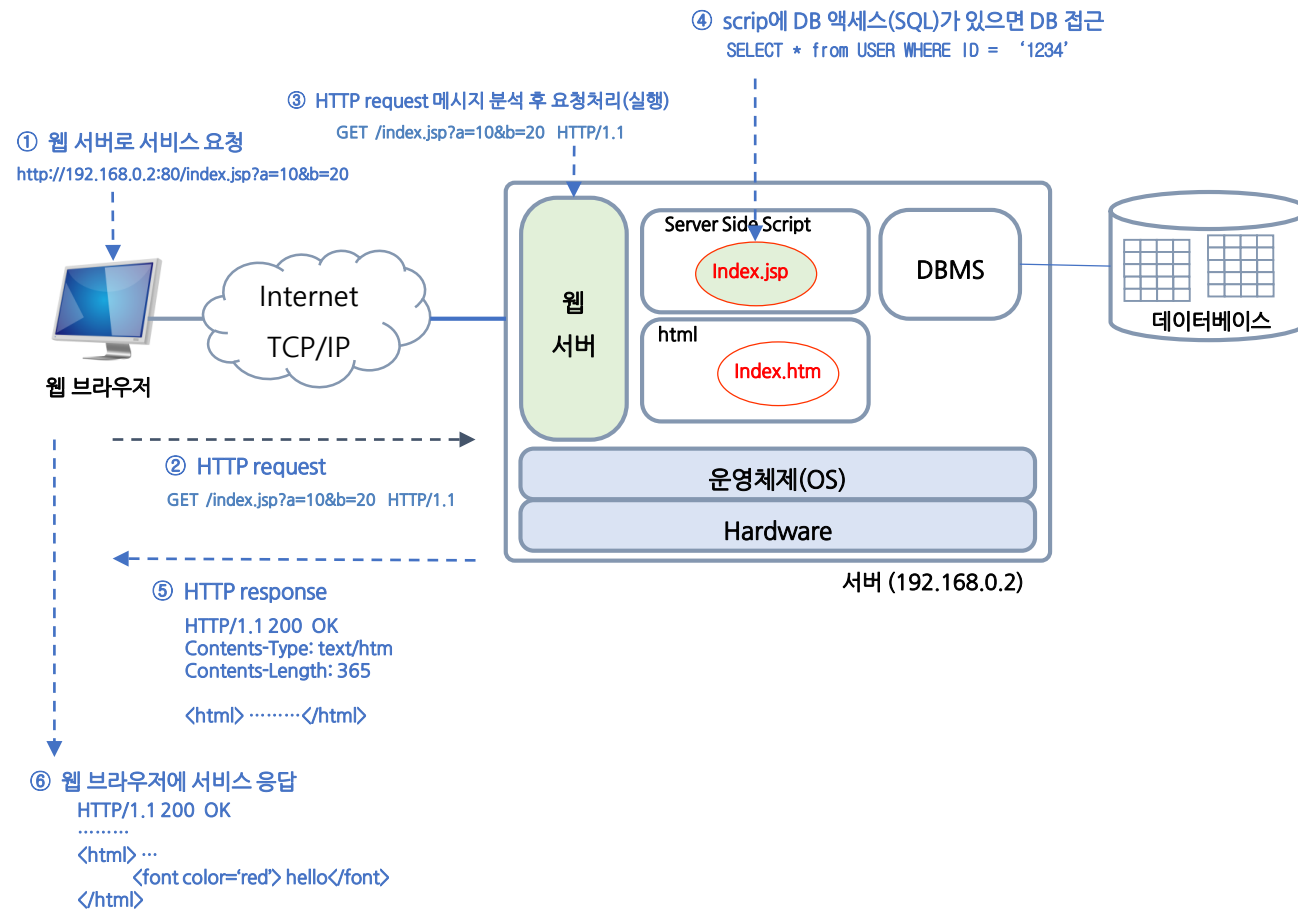 ④ scrip에 DB 액세스(SQL)가 있으면 DB 접근
SELECT * from USER WHERE ID = ‘1234’
③ HTTP request 메시지 분석 후 요청처리(실행)
GET /index.jsp?a=10&b=20 HTTP/1.1
① 웹 서버로 서비스 요청
http://192.168.0.2:80/index.jsp?a=10&b=20
Server Side Script
Index.jsp
DBMS
데이터베이스
웹
서버
html
Index.htm
Internet
TCP/IP
웹 브라우저
② HTTP request
GET /index.jsp?a=10&b=20 HTTP/1.1
운영체제(OS)
Hardware
서버 (192.168.0.2)
⑤ HTTP response
HTTP/1.1 200 OK
Contents-Type: text/htm
Contents-Length: 365
<html> ………</html>
⑥ 웹 브라우저에 서비스 응답
HTTP/1.1 200 OK
………
<html> …
<font color=‘red’> hello</font>
</html>